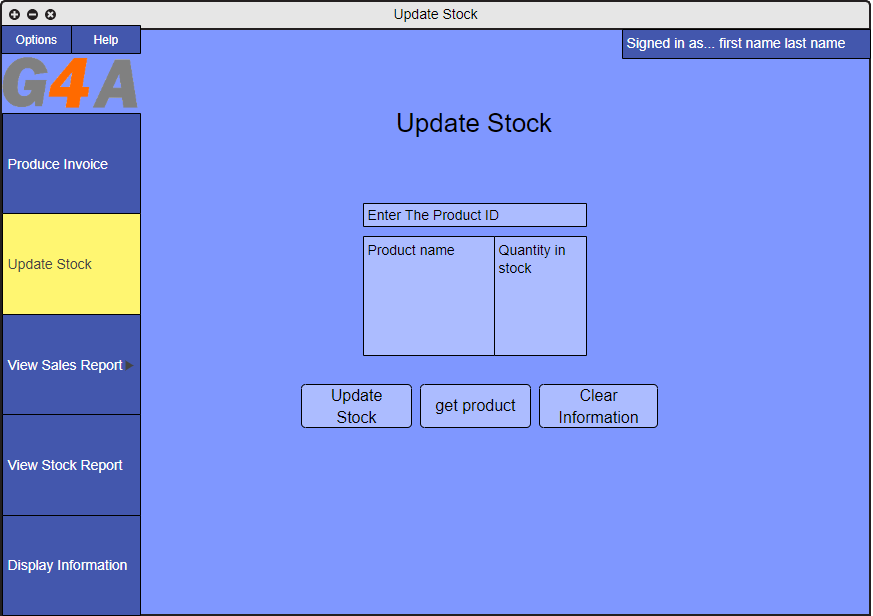 Update Stock
Options
Help
Signed in as... first name last name
G4A
Produce Invoice
Update Stock
View Sales Report
View Stock Report
Display Information
Update Stock
Enter The Product ID
Product name
Quantity in
stock
Update
Stock
get product
Clear
Information